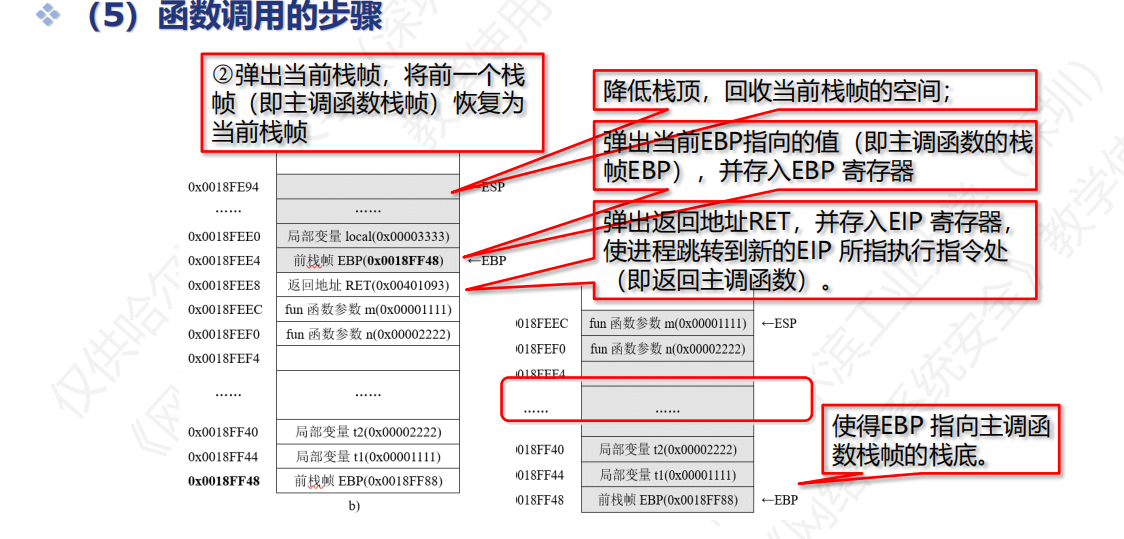 （5）函数调用的步骤
②弹出当前栈帧，将前一个栈
帧（即主调函数栈帧）恢复为
当前栈帧
降低栈顶，回收当前栈帧的空间；
弹出当前EBP指向的值（即主调函数的栈
帧EBP），并存入EBP 寄存器
弹出返回地址RET，并存入EIP 寄存器，
使进程跳转到新的EIP 所指执行指令处
（即返回主调函数）。
0x0018FE94 ←ESP
…… ……
0x0018FEE0 局部变量 local(0x00003333)
0x0018FEE4 前栈帧 EBP(0x0018FF48) ←EBP
0x0018FEE8 返回地址 RET(0x00401093)
0x0018FEEC fun 函数参数 m(0x00001111)
0x0018FEF0 fun 函数参数 n(0x00002222)
0x0018FEF4
…… ……
0x0018FF40 局部变量 t2(0x00002222)
0x0018FF44 局部变量 t1(0x00001111)
0x0018FF48 前栈帧 EBP(0x0018FF88)
b)
0018FEEC fun 函数参数 m(0x00001111) ←ESP
0018FEF0 fun 函数参数 n(0x00002222)
0018FEF4
…… ……
0018FF40 局部变量 t2(0x00002222)
0018FF44 局部变量 t1(0x00001111)
0018FF48 前栈帧 EBP(0x0018FF88) ←EBP
使得EBP 指向主调函
数栈帧的栈底。